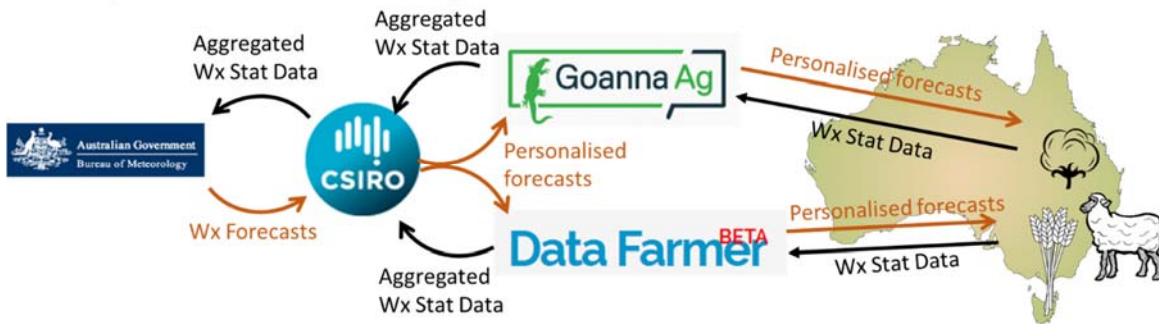 Aggregated
Wx Stat Data
Aggregated
Wx Stat Data
Goanna Ag
Personalised forecasts
Wx Stat Data
Australian Government
Bureau of Meteorology
CSIRO
Personalised
forecasts
Wx Forecasts
Data Farmer
BETA
Personalised forecasts
Wx Stat Data
Aggregated
Wx Stat Data